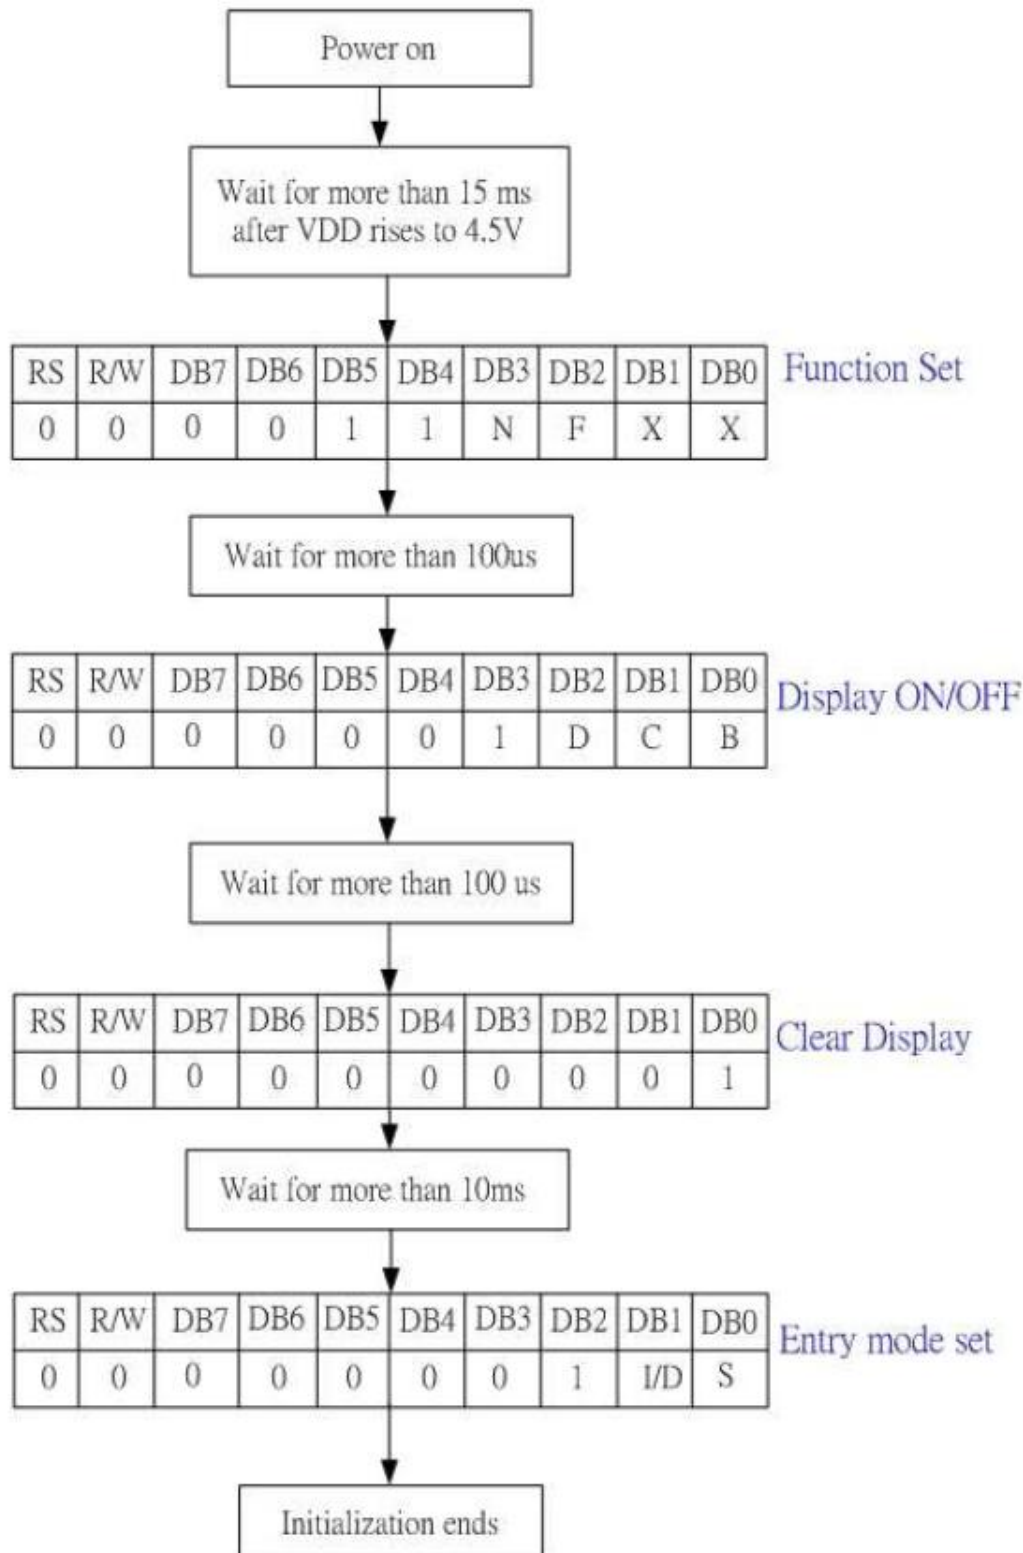 Power on
Wait for more than 15 ms
after VDD rises to 4.5V
RS R/W DB7 DB6 DB5 DB4 DB3 DB2 DB1 DB0 Function Set
0 0 0 0 1 1 N F X X
Wait for more than 100us
RS R/W DB7 DB6 DB5 DB4 DB3 DB2 DB1 DB0 Display ON/OFF
0 0 0 0 0 0 1 D C B
Wait for more than 100 us
RS R/W DB7 DB6 DB5 DB4 DB3 DB2 DB1 DB0 Clear Display
0 0 0 0 0 0 0 0 0 1
Wait for more than 10ms
RS R/W DB7 DB6 DB5 DB4 DB3 DB2 DB1 DB0 Entry mode set
0 0 0 0 0 0 0 1 I/D S
Initialization ends